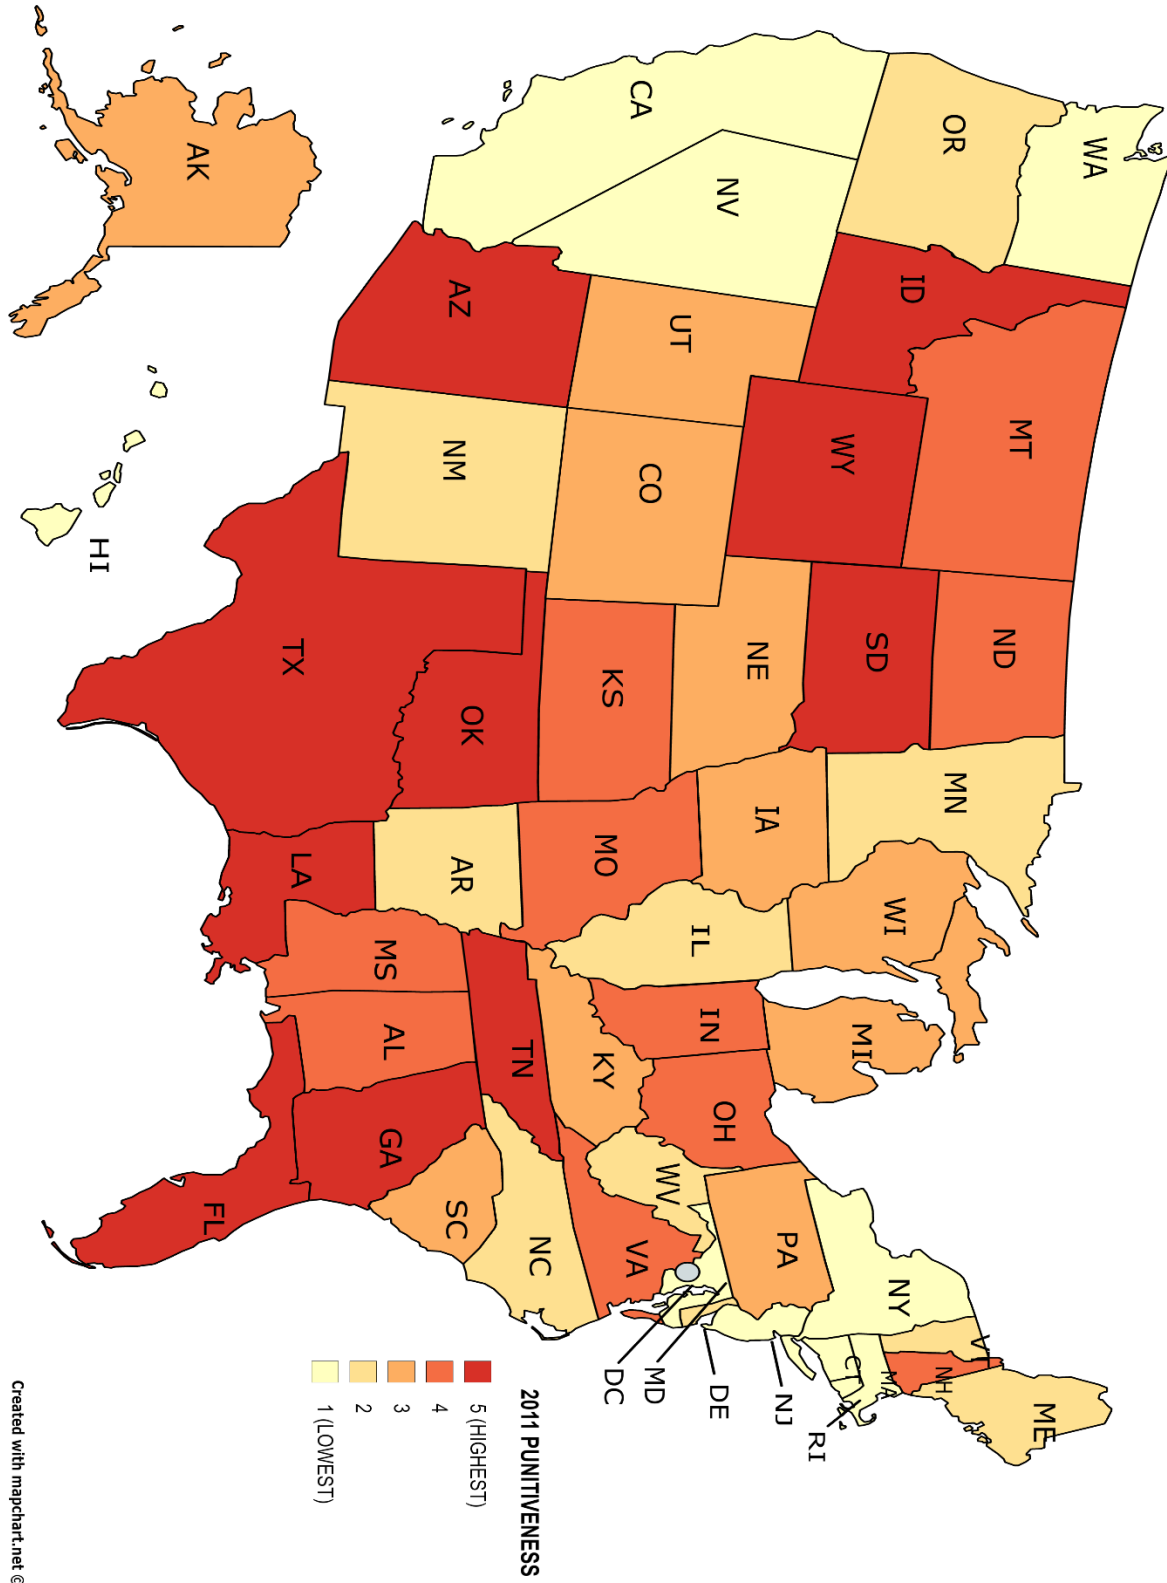 WA
OR
CA
NV
ID
MT
WY
UT
AZ
CO
NM
ND
SD
NE
KS
OK
TX
MN
IA
MO
AR
LA
WI
IL
MI
IN
OH
KY
TN
MS
AL
GA
FL
SC
NC
VA
WV
PA
NY
VT
NH
ME
MA
CT
RI
NJ
DE
MD
DC
AK
HI
2011 PUNITIVENESS
5 (HIGHEST)
4
3
2
1 (LOWEST)
Created with mapchart.net ©